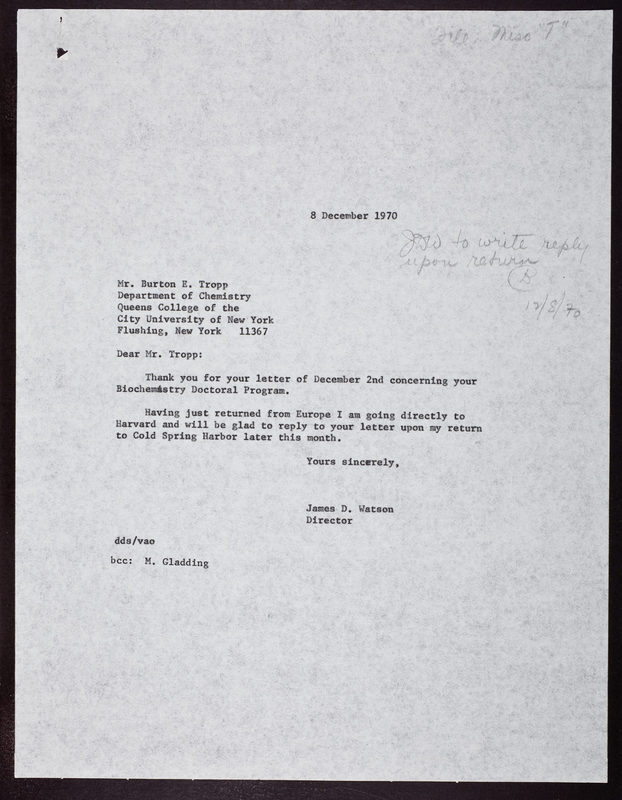 File, Misc "T"
8 December 1970
JDW to write reply
upon return
12/8/70
Mr. Burton E. Tropp
Department of Chemistry
Queens College of the
City University of New York
Flushing, New York 11367
Dear Mr. Tropp:
Thank you for your letter of December 2nd concerning your
Biochemistry Doctoral Program.
Having just returned from Europe I am going directly to
Harvard and will be glad to reply to your letter upon my return
to Cold Spring Harbor later this month.
Yours sincerely,
James D. Watson
Director
dds/vao
bcc: M. Gladding